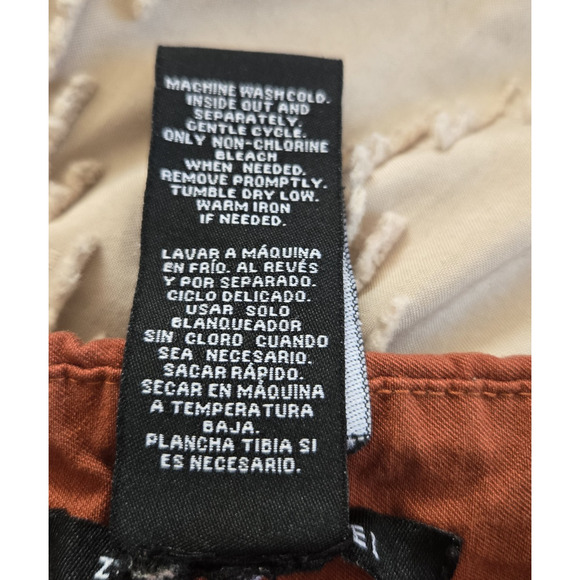 MACHINE WASH COLD.
INSIDE OUT AND
SEPARATELY.
GENTLE CYCLE.
ONLY NON-CHLORINE
BLEACH
WHEN NEEDED.
REMOVE PROMPTLY.
TUMBLE DRY LOW.
WARM IRON
IF NEEDED.
LAVAR A MÁQUINA
EN FRÍO. AL REVÉS
Y POR SEPARADO.
CICLO DELICADO.
USAR SOLO
BLANQUEADOR
SIN CLORO CUANDO
SEA NECESARIO.
SACAR RÁPIDO.
SECAR EN MÁQUINA
A TEMPERATURA
BAJA.
PLANCHA TIBIA SI
ES NECESARIO.